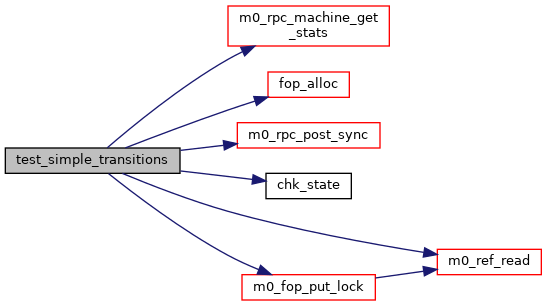 m0_rpc_machine_get
_stats
fop_alloc
m0_rpc_post_sync
test_simple_transitions
chk_state
m0_ref_read
m0_fop_put_lock